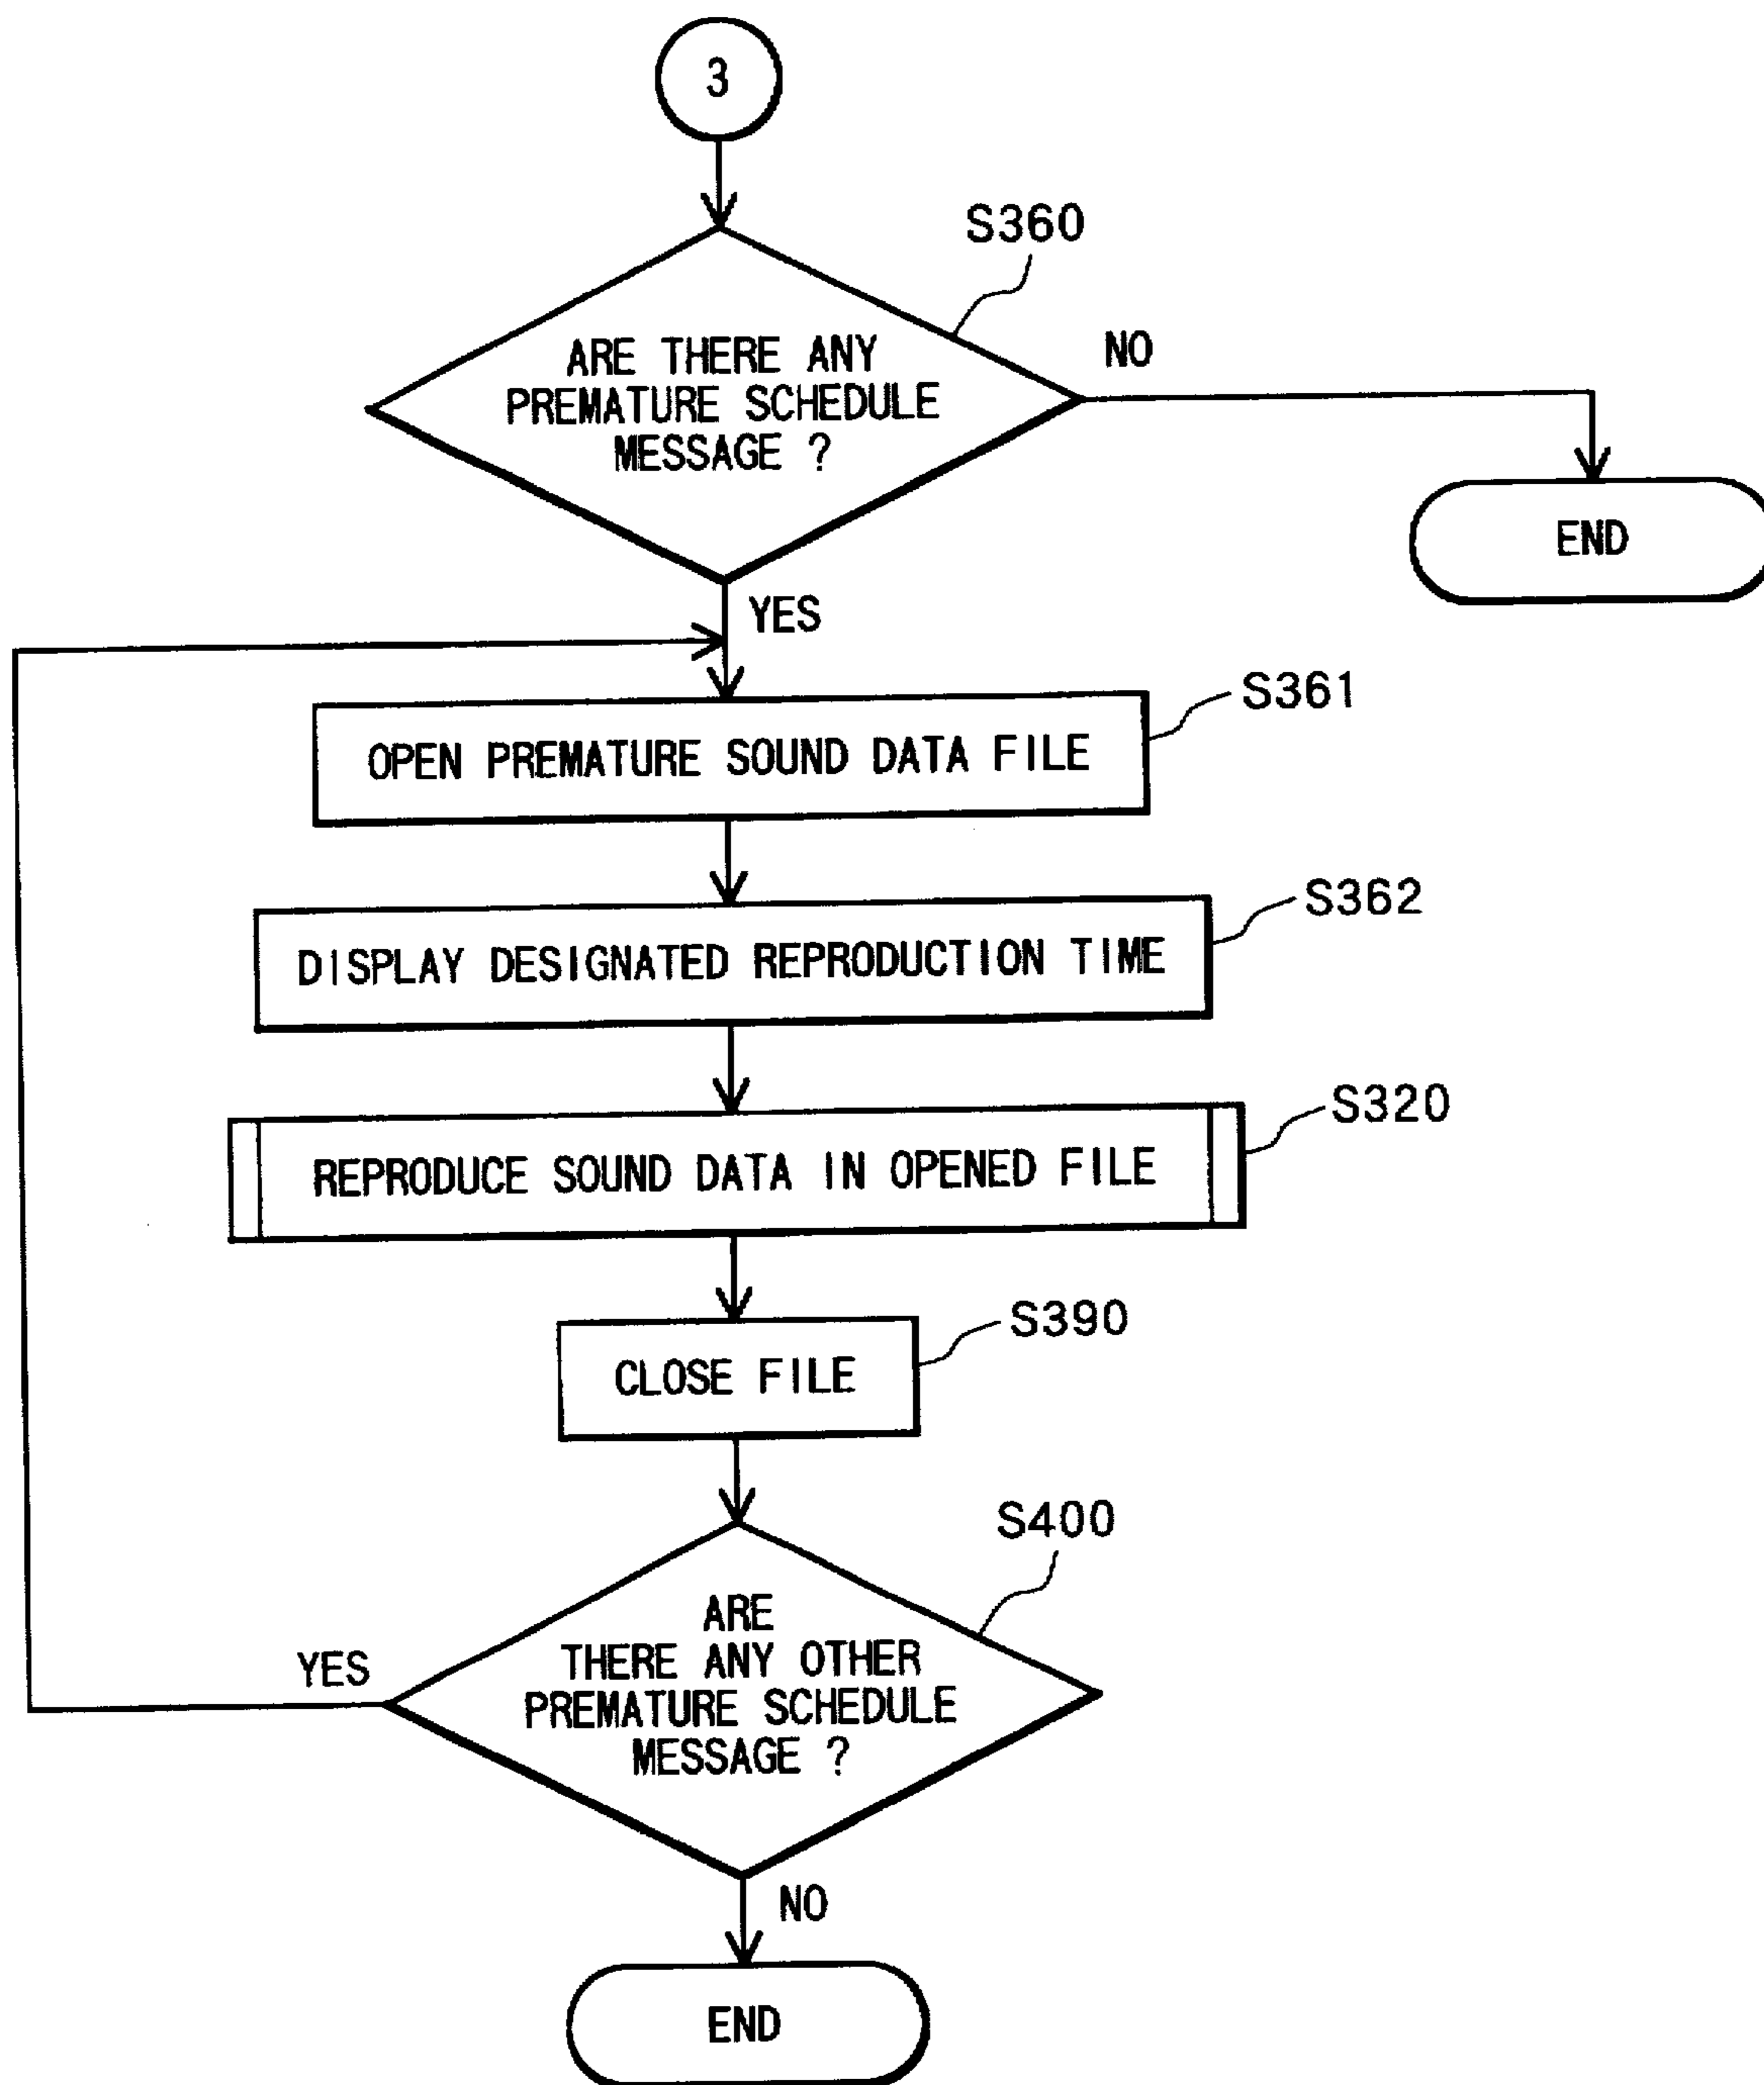 3
S360
ARE THERE ANY
PREMATURE SCHEDULE
MESSAGE ?
NO
END
YES
S361
OPEN PREMATURE SOUND DATA FILE
S362
DISPLAY DESIGNATED REPRODUCTION TIME
S320
REPRODUCE SOUND DATA IN OPENED FILE
S390
CLOSE FILE
S400
ARE
THERE ANY OTHER
PREMATURE SCHEDULE
MESSAGE ?
YES
NO
END